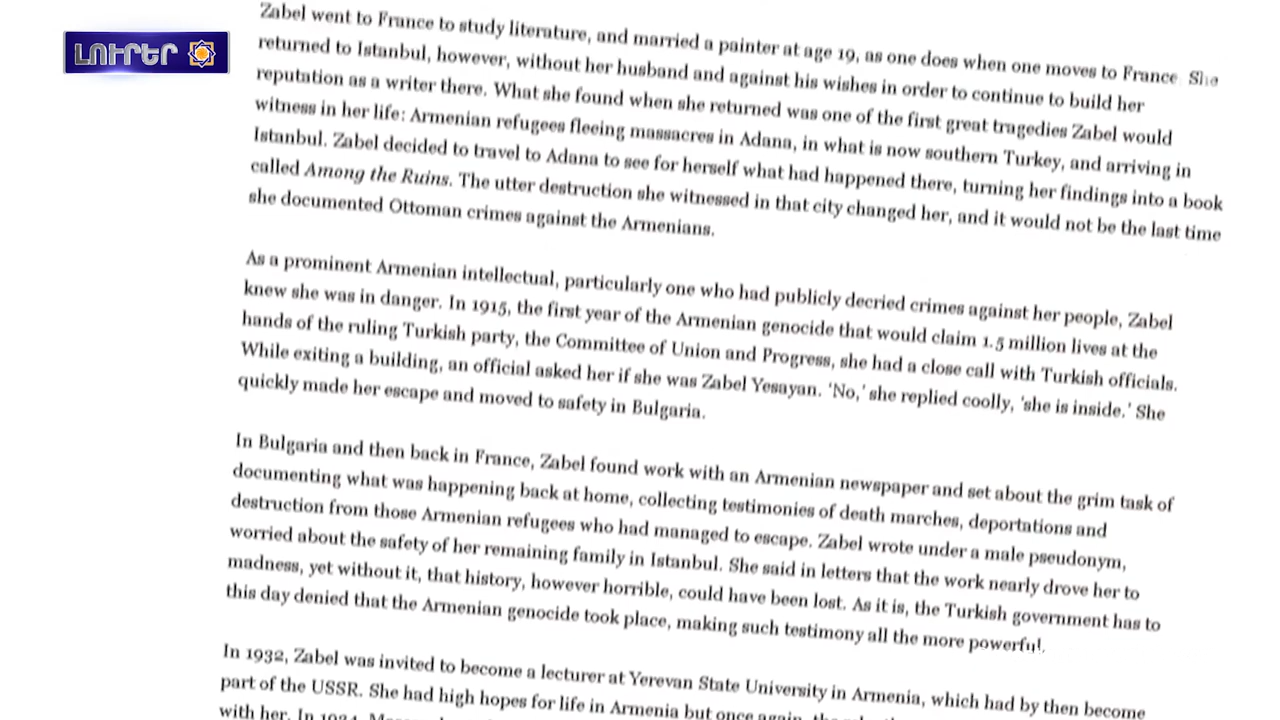 ԼՈՒՐԵՐ
Zabel went to France to study literature, and married a painter at age 19, as one does when one moves to France. She
returned to Istanbul, however, without her husband and against his wishes in order to continue to build her
reputation as a writer there. What she found when she returned was one of the first great tragedies Zabel would
witness in her life: Armenian refugees fleeing massacres in Adana, in what is now southern Turkey, and arriving in
Istanbul. Zabel decided to travel to Adana to see for herself what had happened there, turning her findings into a book
called Among the Ruins. The utter destruction she witnessed in that city changed her, and it would not be the last time
she documented Ottoman crimes against the Armenians.
As a prominent Armenian intellectual, particularly one who had publicly decried crimes against her people, Zabel
knew she was in danger. In 1915, the first year of the Armenian genocide that would claim 1.5 million lives at the
hands of the ruling Turkish party, the Committee of Union and Progress, she had a close call with Turkish officials.
While exiting a building, an official asked her if she was Zabel Yesayan. ‘No,’ she replied coolly, ‘she is inside.’ She
quickly made her escape and moved to safety in Bulgaria.
In Bulgaria and then back in France, Zabel found work with an Armenian newspaper and set about the grim task of
documenting what was happening back at home, collecting testimonies of death marches, deportations and
destruction from those Armenian refugees who had managed to escape. Zabel wrote under a male pseudonym,
worried about the safety of her remaining family in Istanbul. She said in letters that the work nearly drove her to
madness, yet without it, that history, however horrible, could have been lost. As it is, the Turkish government has to
this day denied that the Armenian genocide took place, making such testimony all the more powerful.
In 1932, Zabel was invited to become a lecturer at Yerevan State University in Armenia, which had by then become
part of the USSR. She had high hopes for life in Armenia but once again, the
with her. In 1934,